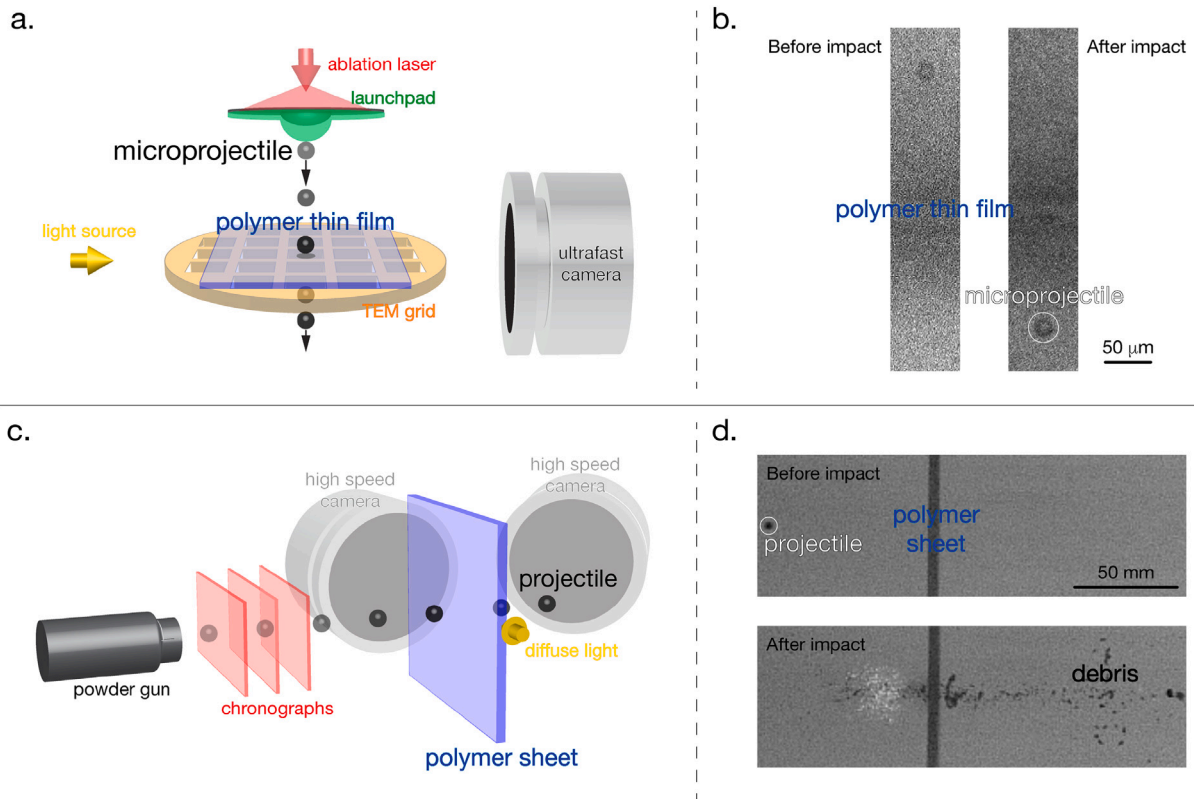 a.
ablation laser
launchpad
microprojectile
polymer thin film
light source
ultrafast
camera
TEM grid
b.
Before impact
After impact
polymer thin film
microprojectile
50 μm
c.
high speed
camera
high speed
camera
projectile
diffuse light
powder gun
chronographs
polymer sheet
d.
Before impact
polymer
sheet
projectile
50 mm
After impact
debris